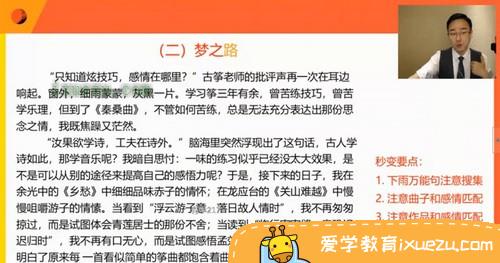 （二）梦之路
“只知道炫技巧，感情在哪里？”古筝老师的批评声再一次在耳边
响起。窗外，细雨蒙蒙，灰黑一片。学习筝三年有余，曾苦练技巧，曾苦
学乐理，但到了《秦桑曲》，不管如何苦练，总是无法充分表达出那份思
念之情，我既焦躁又茫然。
“汝果欲学诗，工夫在诗外。”脑海里突然浮现出了这句话，古人学
诗如此，那学音乐呢？我暗自思忖：一味的练习似乎已经没太大效果，是
不是可以从别的途径来提高自己的感悟力呢？于是，接下来的日子，我在
余光中的《乡愁》中细细品味赤子的情怀；在龙应台的《关山难越》中慢
慢咀嚼游子的情愫。当看到“浮云游子意，落日故人情时”，我不再匆匆
掠过，而是试图体会青莲居士的那份不舍；当读到
迟归时”，我不再有口无心，而是试图感悟孟
明白了原来每一首看似简单的筝曲都饱含着
秒变要点：
1、下雨万能句注意搜集
2、注意曲子和感情匹配
3、注意作品和感情匹配
爱学教育ixuezu.com